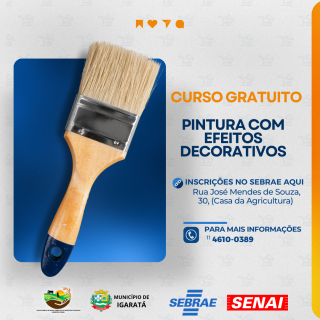 CURSO GRATUITO
PINTURA COM
EFEITOS
DECORATIVOS
INSCRIÇÕES NO SEBRAE AQUI
Rua José Mendes de Souza,
30, (Casa da Agricultura)
PARA MAIS INFORMAÇÕES
11 4610-0389
MUNICÍPIO DE
IGARATÁ
SEBRAE
SENAI